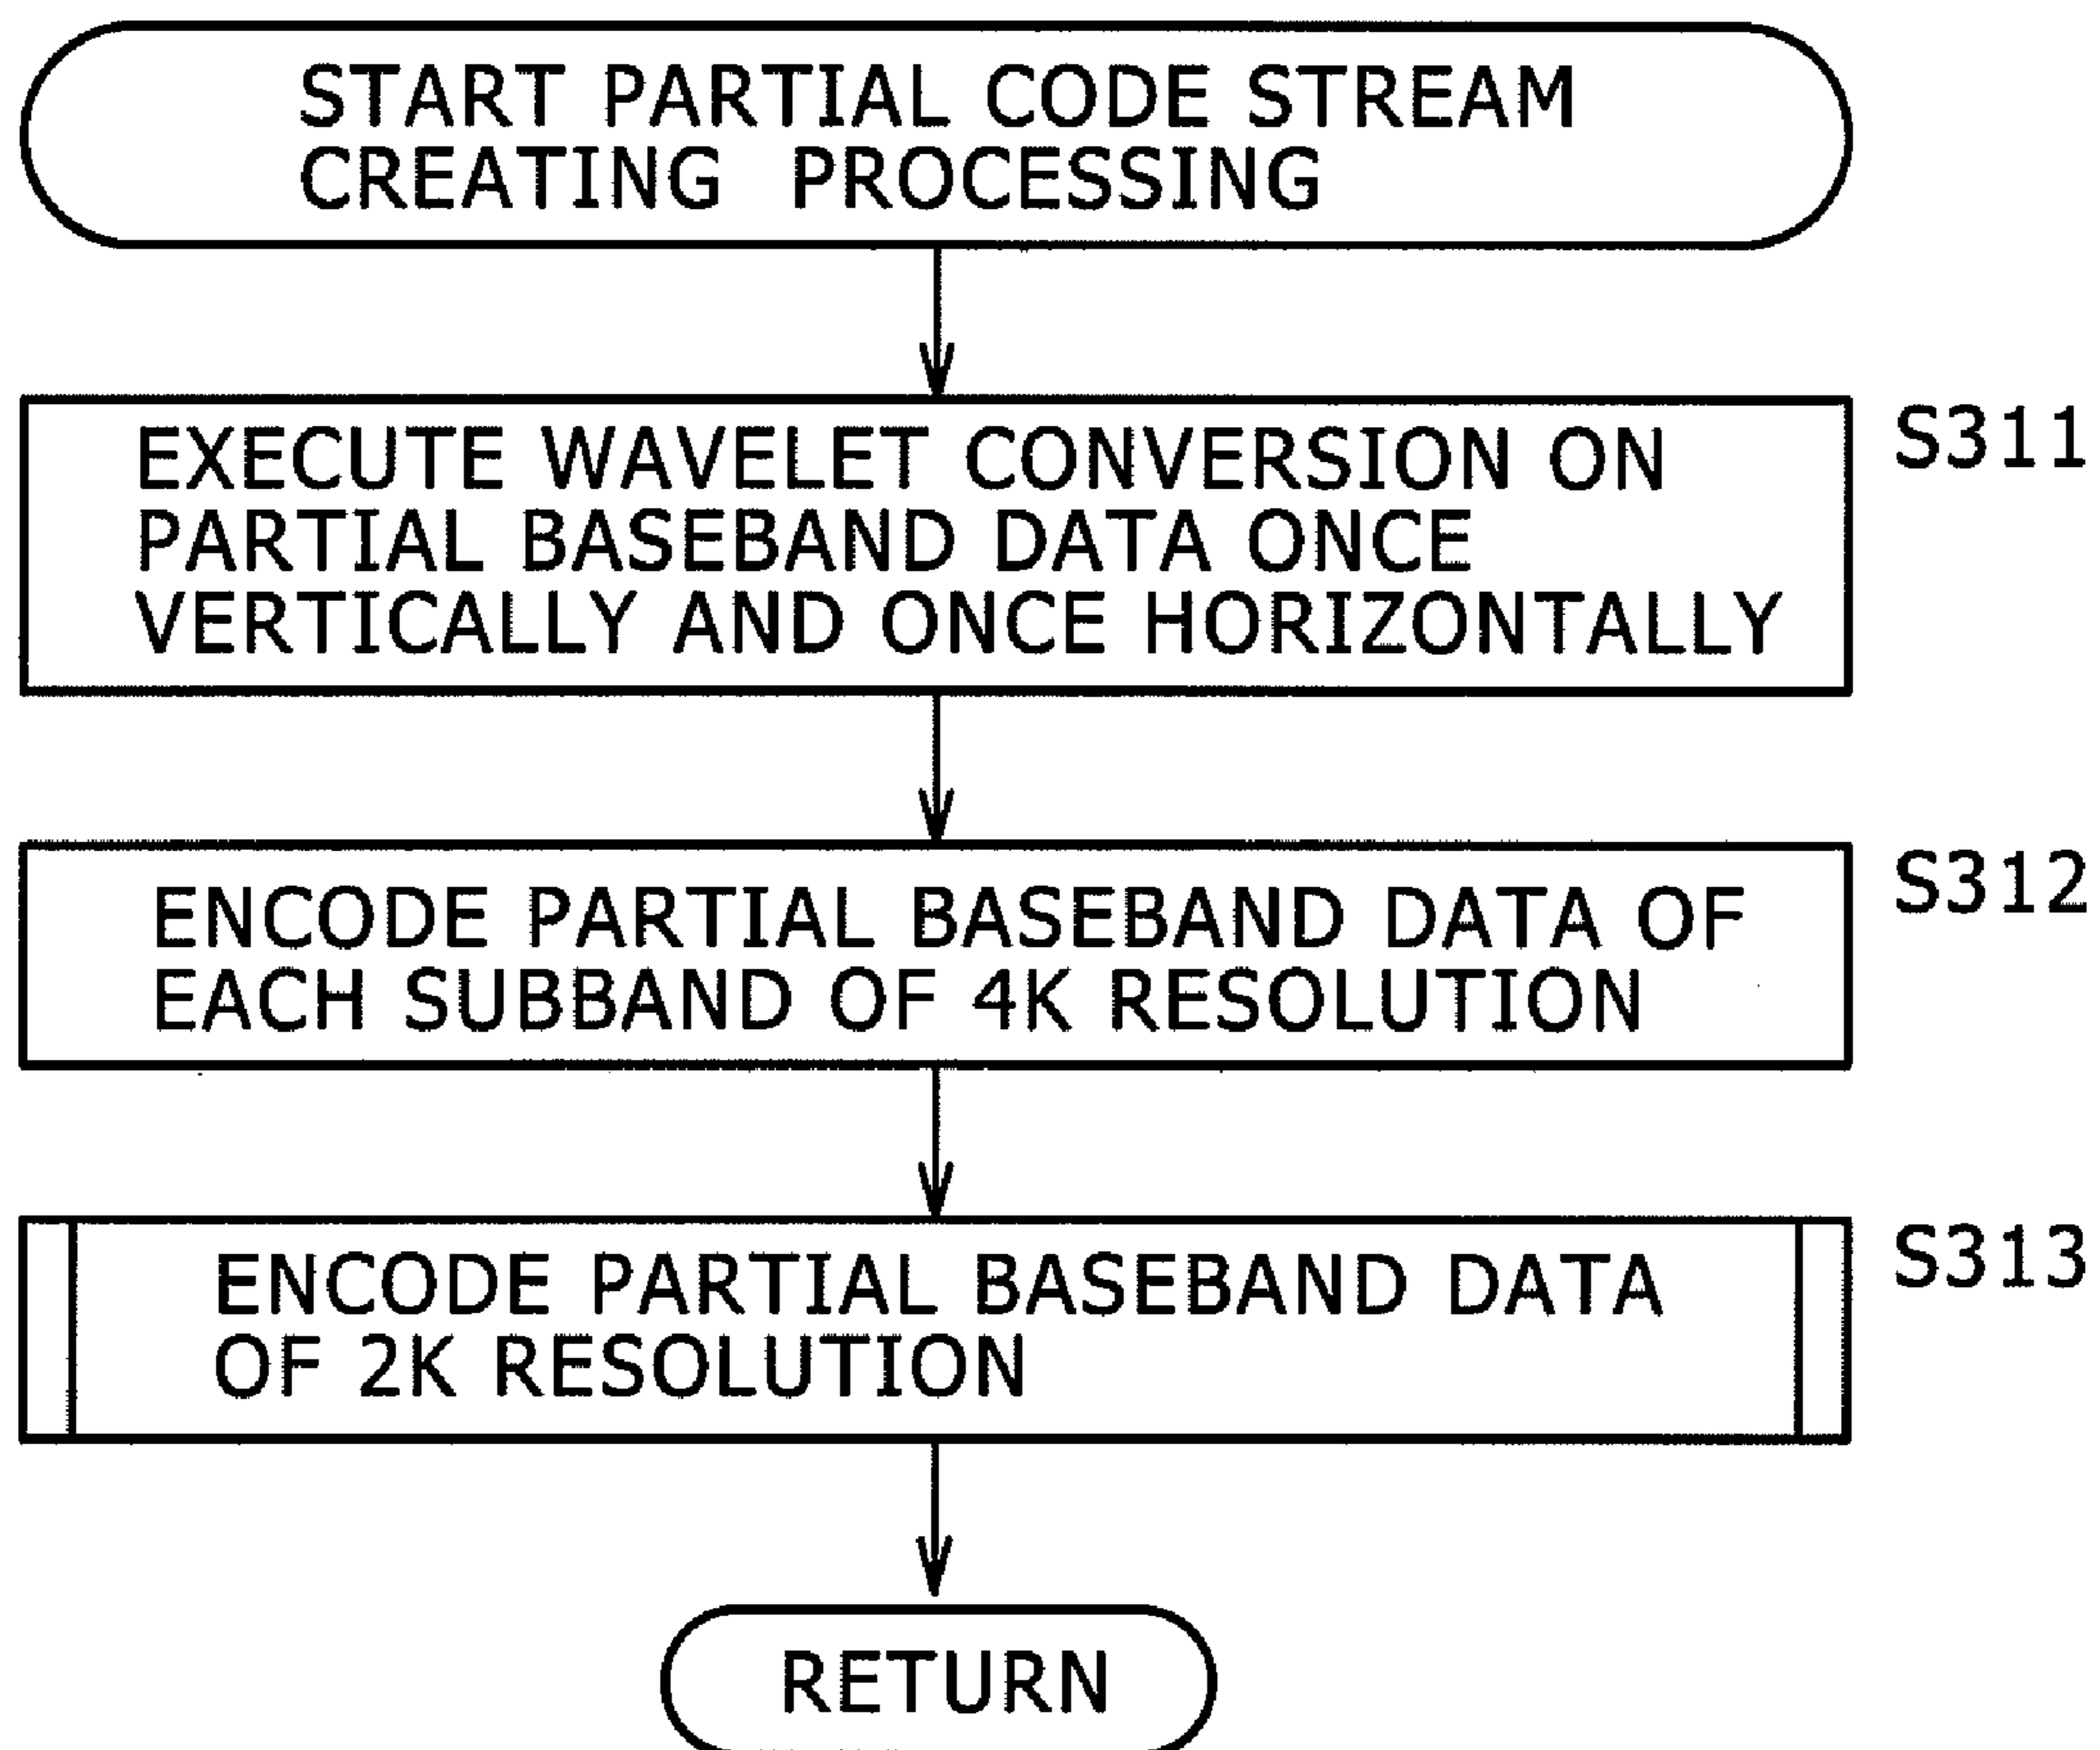 START PARTIAL CODE STREAM
CREATING PROCESSING
EXECUTE WAVELET CONVERSION ON
PARTIAL BASEBAND DATA ONCE
VERTICALLY AND ONCE HORIZONTALLY
S311
ENCODE PARTIAL BASEBAND DATA OF
EACH SUBBAND OF 4K RESOLUTION
S312
ENCODE PARTIAL BASEBAND DATA
OF 2K RESOLUTION
S313
RETURN